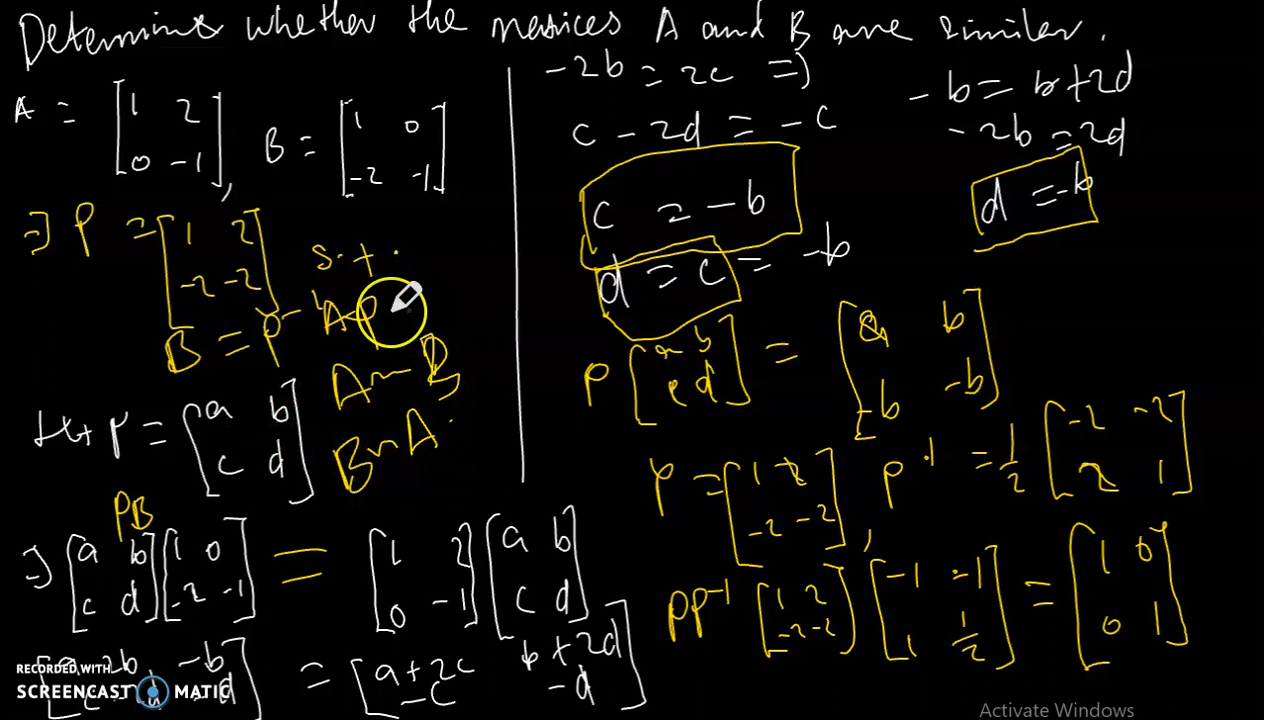 Determine whether the matrices A and B are similar.
A = [1 2
0 -1], B = [1 0
-2 -1]
=> P = [1 2
-2 -2] s.t.
B = P⁻¹AP
A ~ B
B ~ A.
Let P = [a b
c d]
PB
=> [a b
c d] [1 0
-2 -1] = [1 2
0 -1] [a b
c d]
[a-2b -b
c-2d -d] = [a+2c b+2d
-c -d]
-2b = 2c =>
c - 2d = -c
c = -b
d = c = -b
-b = b+2d
-2b = 2d
d = -b
P [a b
c d] = [a b
-b -b]
P = [1 2
-2 -2], P⁻¹ = 1/2 [-2 -2
2 1]
PP⁻¹ [1 2
-2 -2] [-1 -1
1 1/2] = [1 0
0 1]
RECORDED WITH
SCREENCAST MATIC
Activate Windows